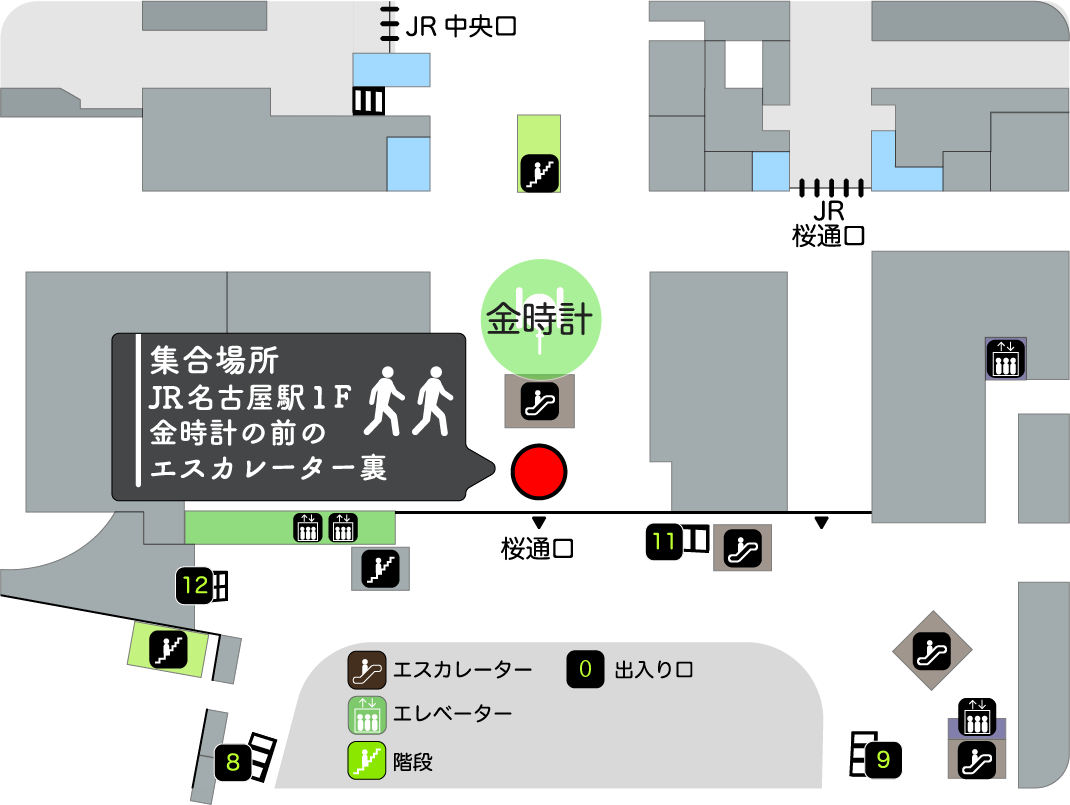 JR 中央口
JR
桜通口
金時計
集合場所
JR名古屋駅1F
金時計の前の
エスカレーター裏
桜通口
11
12
エスカレーター
0
出入り口
エレベーター
階段
8
9